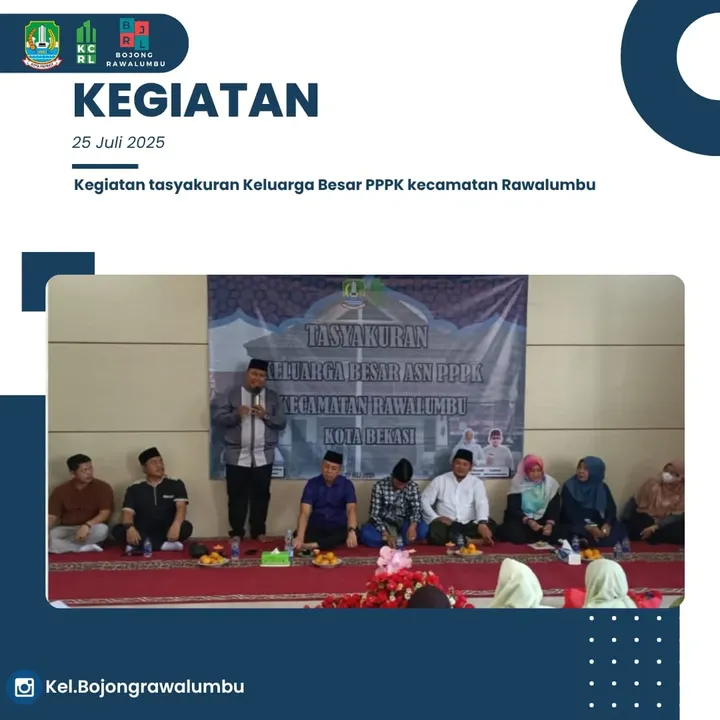 KCRL
BRJL
BOJONG
RAWALUMBU
KEGIATAN
25 Juli 2025
Kegiatan tasyakuran Keluarga Besar PPPK kecamatan Rawalumbu
TASYAKURAN
KELUARGA BESAR ASN PPPK
KECAMATAN RAWALUMBU
KOTA BEKASI
Kel.Bojongrawalumbu